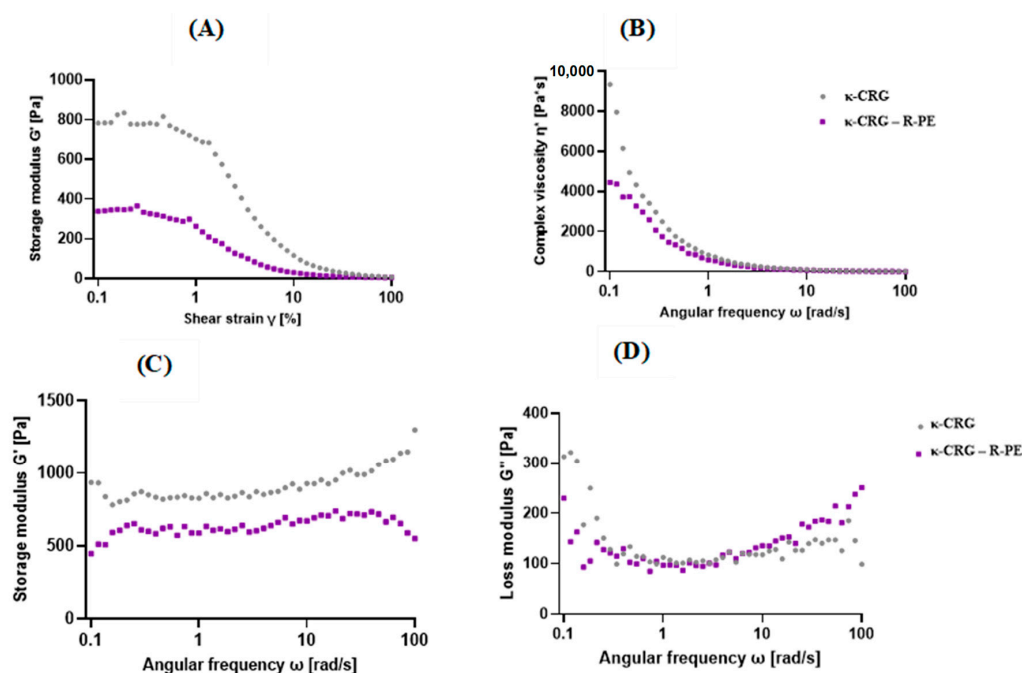 (A)
Storage modulus G' [Pa]
1000
800
600
400
200
0
0.1 1 10 100
Shear strain γ [%]
(B)
Complex viscosity η' [Pa*s]
10,000
8000
6000
4000
2000
0
0.1 1 10 100
Angular frequency ω [rad/s]
κ-CRG
κ-CRG – R-PE
(C)
Storage modulus G' [Pa]
1500
1000
500
0
0.1 1 10 100
Angular frequency ω [rad/s]
(D)
Loss modulus G'' [Pa]
400
300
200
100
0
0.1 1 10 100
Angular frequency ω [rad/s]
κ-CRG
κ-CRG – R-PE